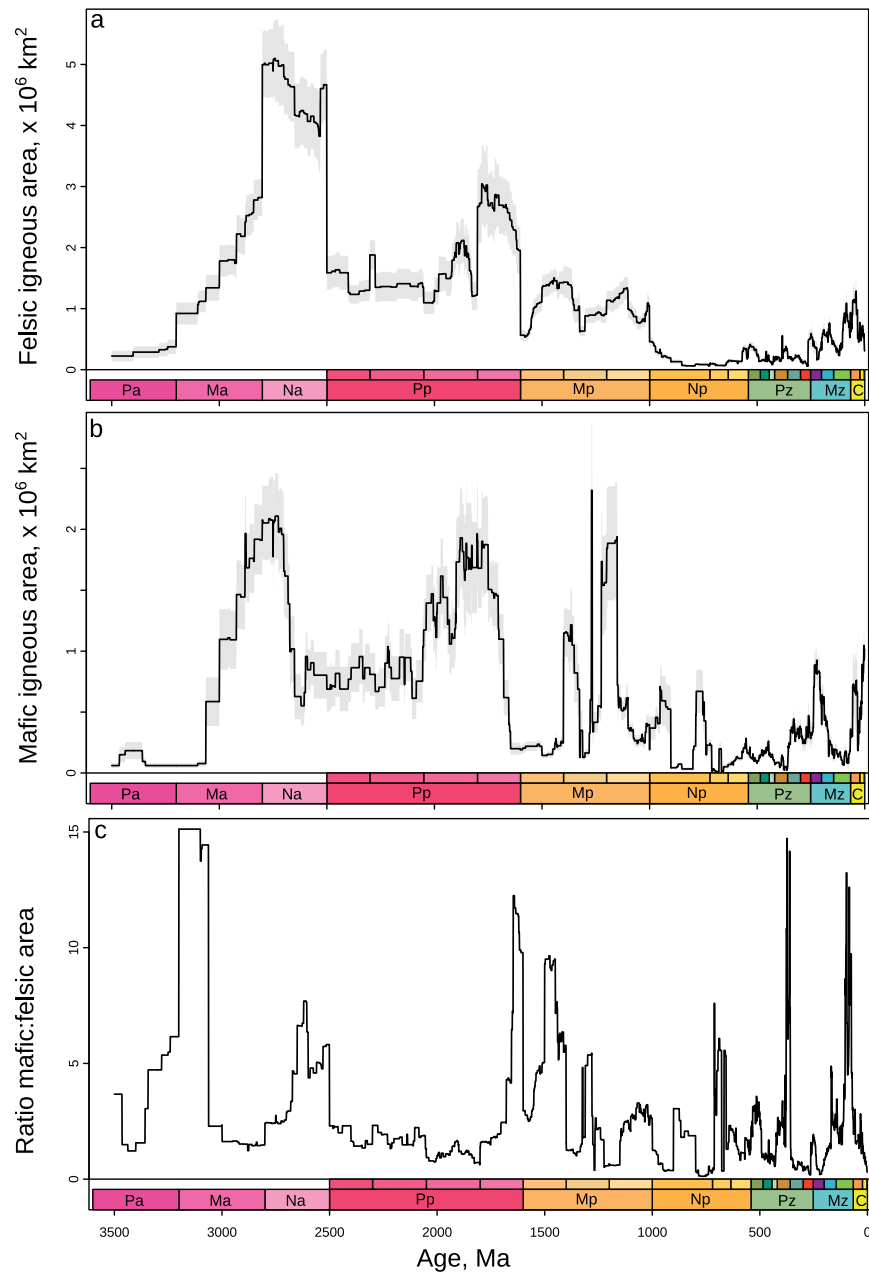 a
Felsic igneous area, x 10⁶ km²
5
4
3
2
1
0
Pa Ma Na Pp Mp Np Pz Mz C
b
Mafic igneous area, x 10⁶ km²
2
1
0
Pa Ma Na Pp Mp Np Pz Mz C
c
Ratio mafic:felsic area
15
10
5
0
Pa Ma Na Pp Mp Np Pz Mz C
3500 3000 2500 2000 1500 1000 500 0
Age, Ma